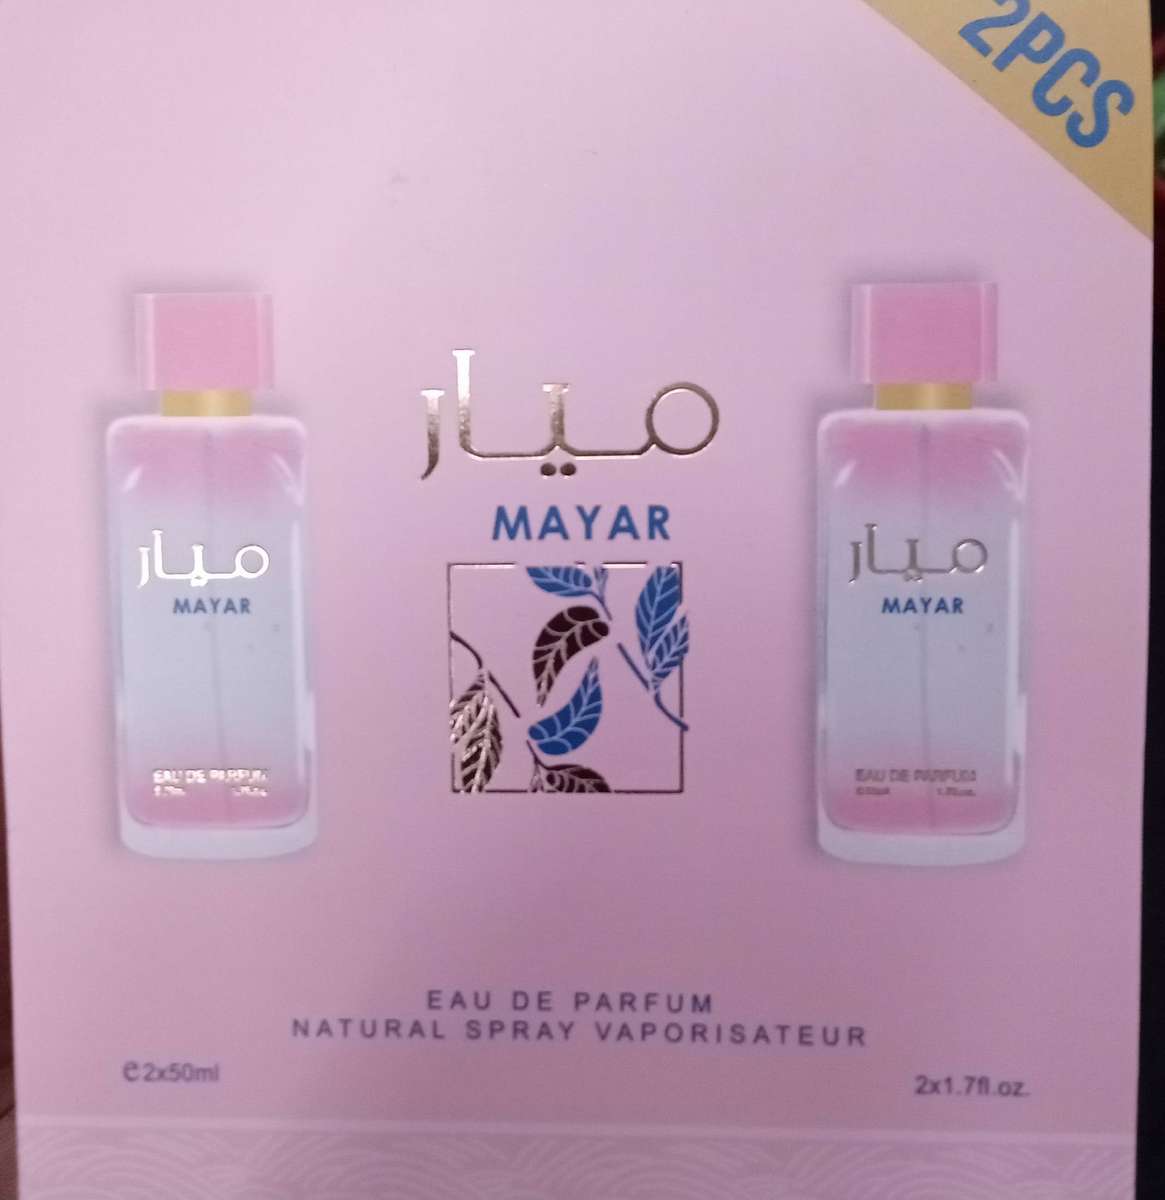 2PCS
ميار
MAYAR
ميار
MAYAR
EAU DE PARFUM
ميار
MAYAR
EAU DE PARFUM
EAU DE PARFUM
NATURAL SPRAY VAPORISATEUR
e2x50ml
2x1.7fl.oz.